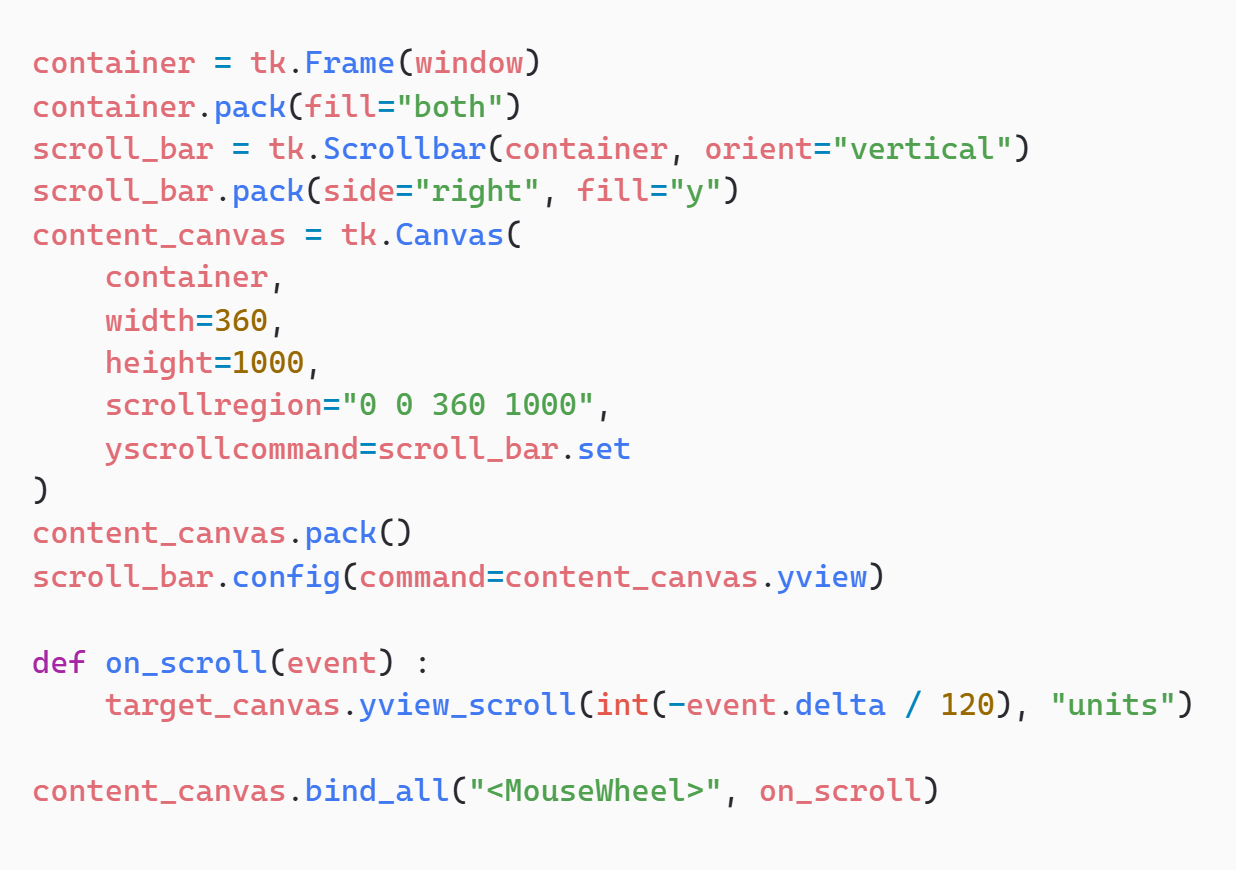 container = tk.Frame(window)
container.pack(fill="both")
scroll_bar = tk.Scrollbar(container, orient="vertical")
scroll_bar.pack(side="right", fill="y")
content_canvas = tk.Canvas(
    container,
    width=360,
    height=1000,
    scrollregion="0 0 360 1000",
    yscrollcommand=scroll_bar.set
)
content_canvas.pack()
scroll_bar.config(command=content_canvas.yview)

def on_scroll(event) :
    target_canvas.yview_scroll(int(-event.delta / 120), "units")

content_canvas.bind_all("<MouseWheel>", on_scroll)